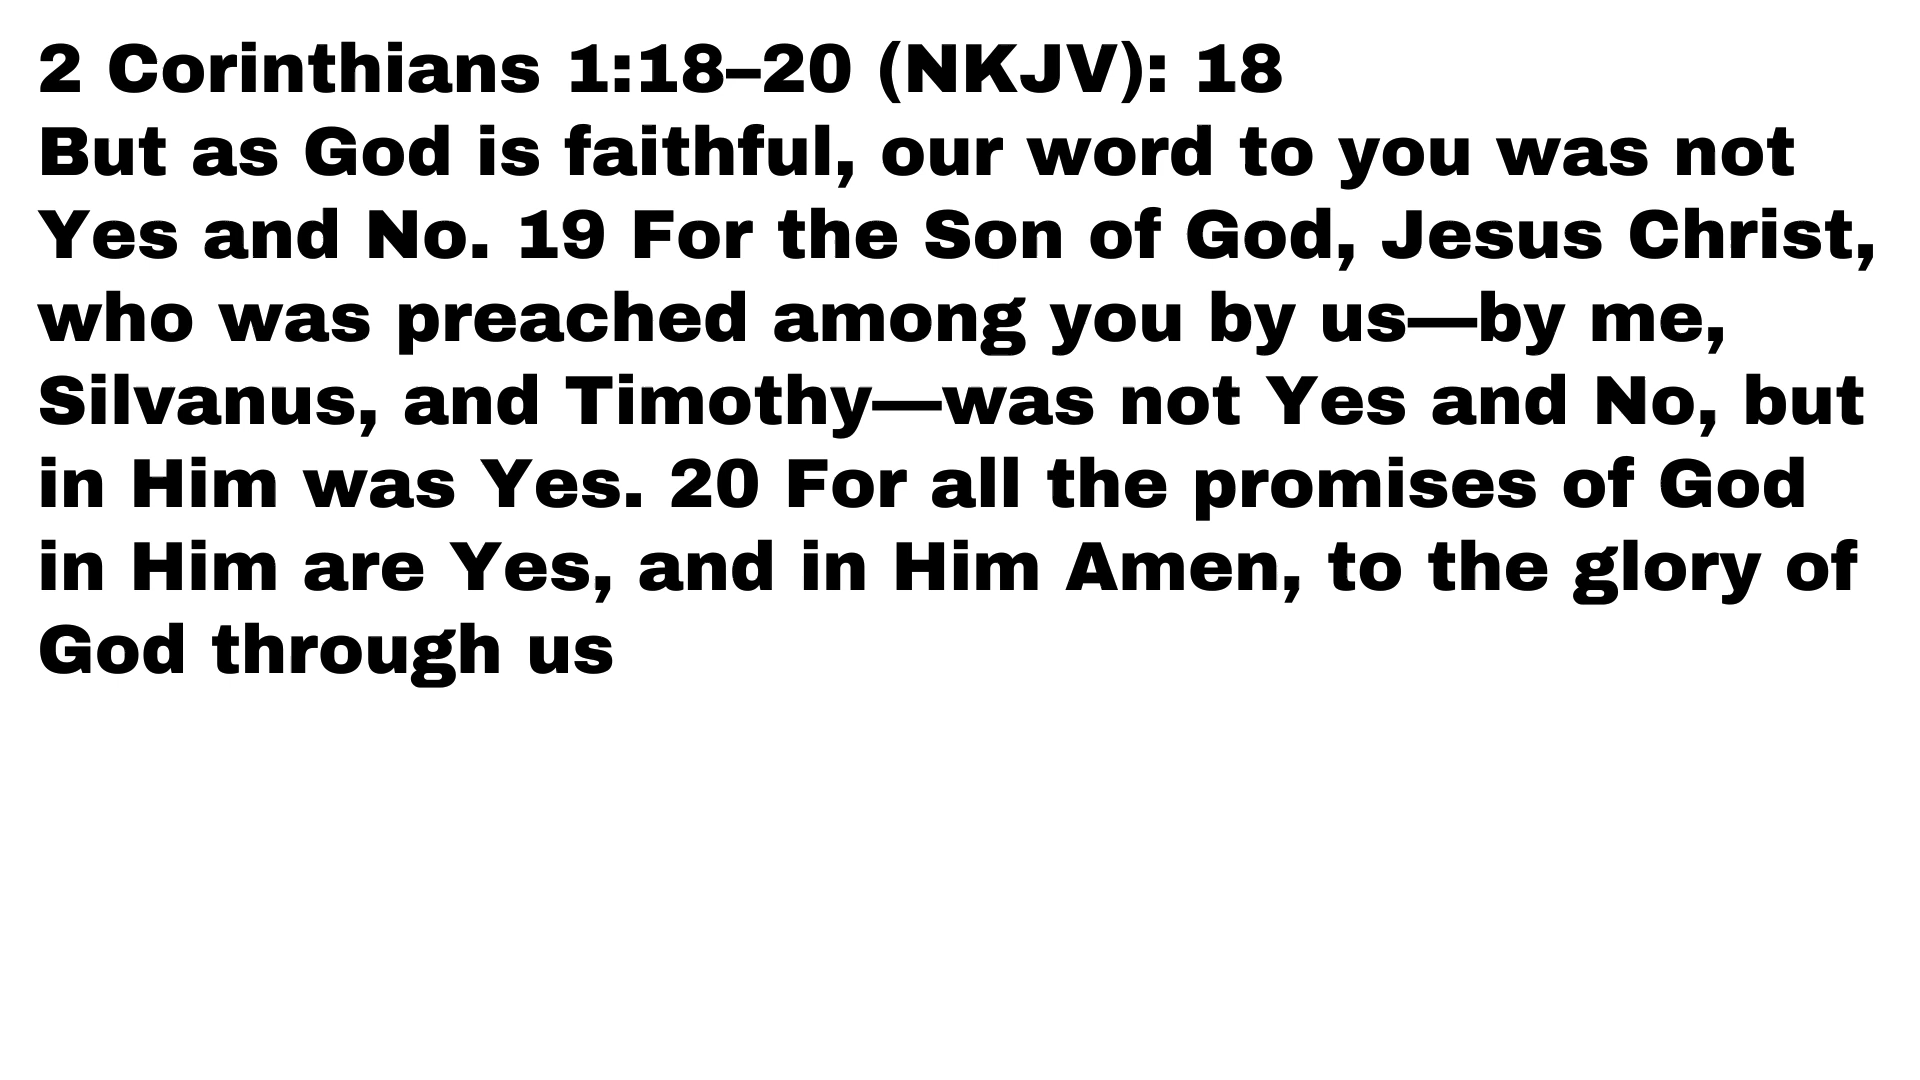 2 Corinthians 1:18–20 (NKJV): 18
But as God is faithful, our word to you was not
Yes and No. 19 For the Son of God, Jesus Christ,
who was preached among you by us—by me,
Silvanus, and Timothy—was not Yes and No, but
in Him was Yes. 20 For all the promises of God
in Him are Yes, and in Him Amen, to the glory of
God through us